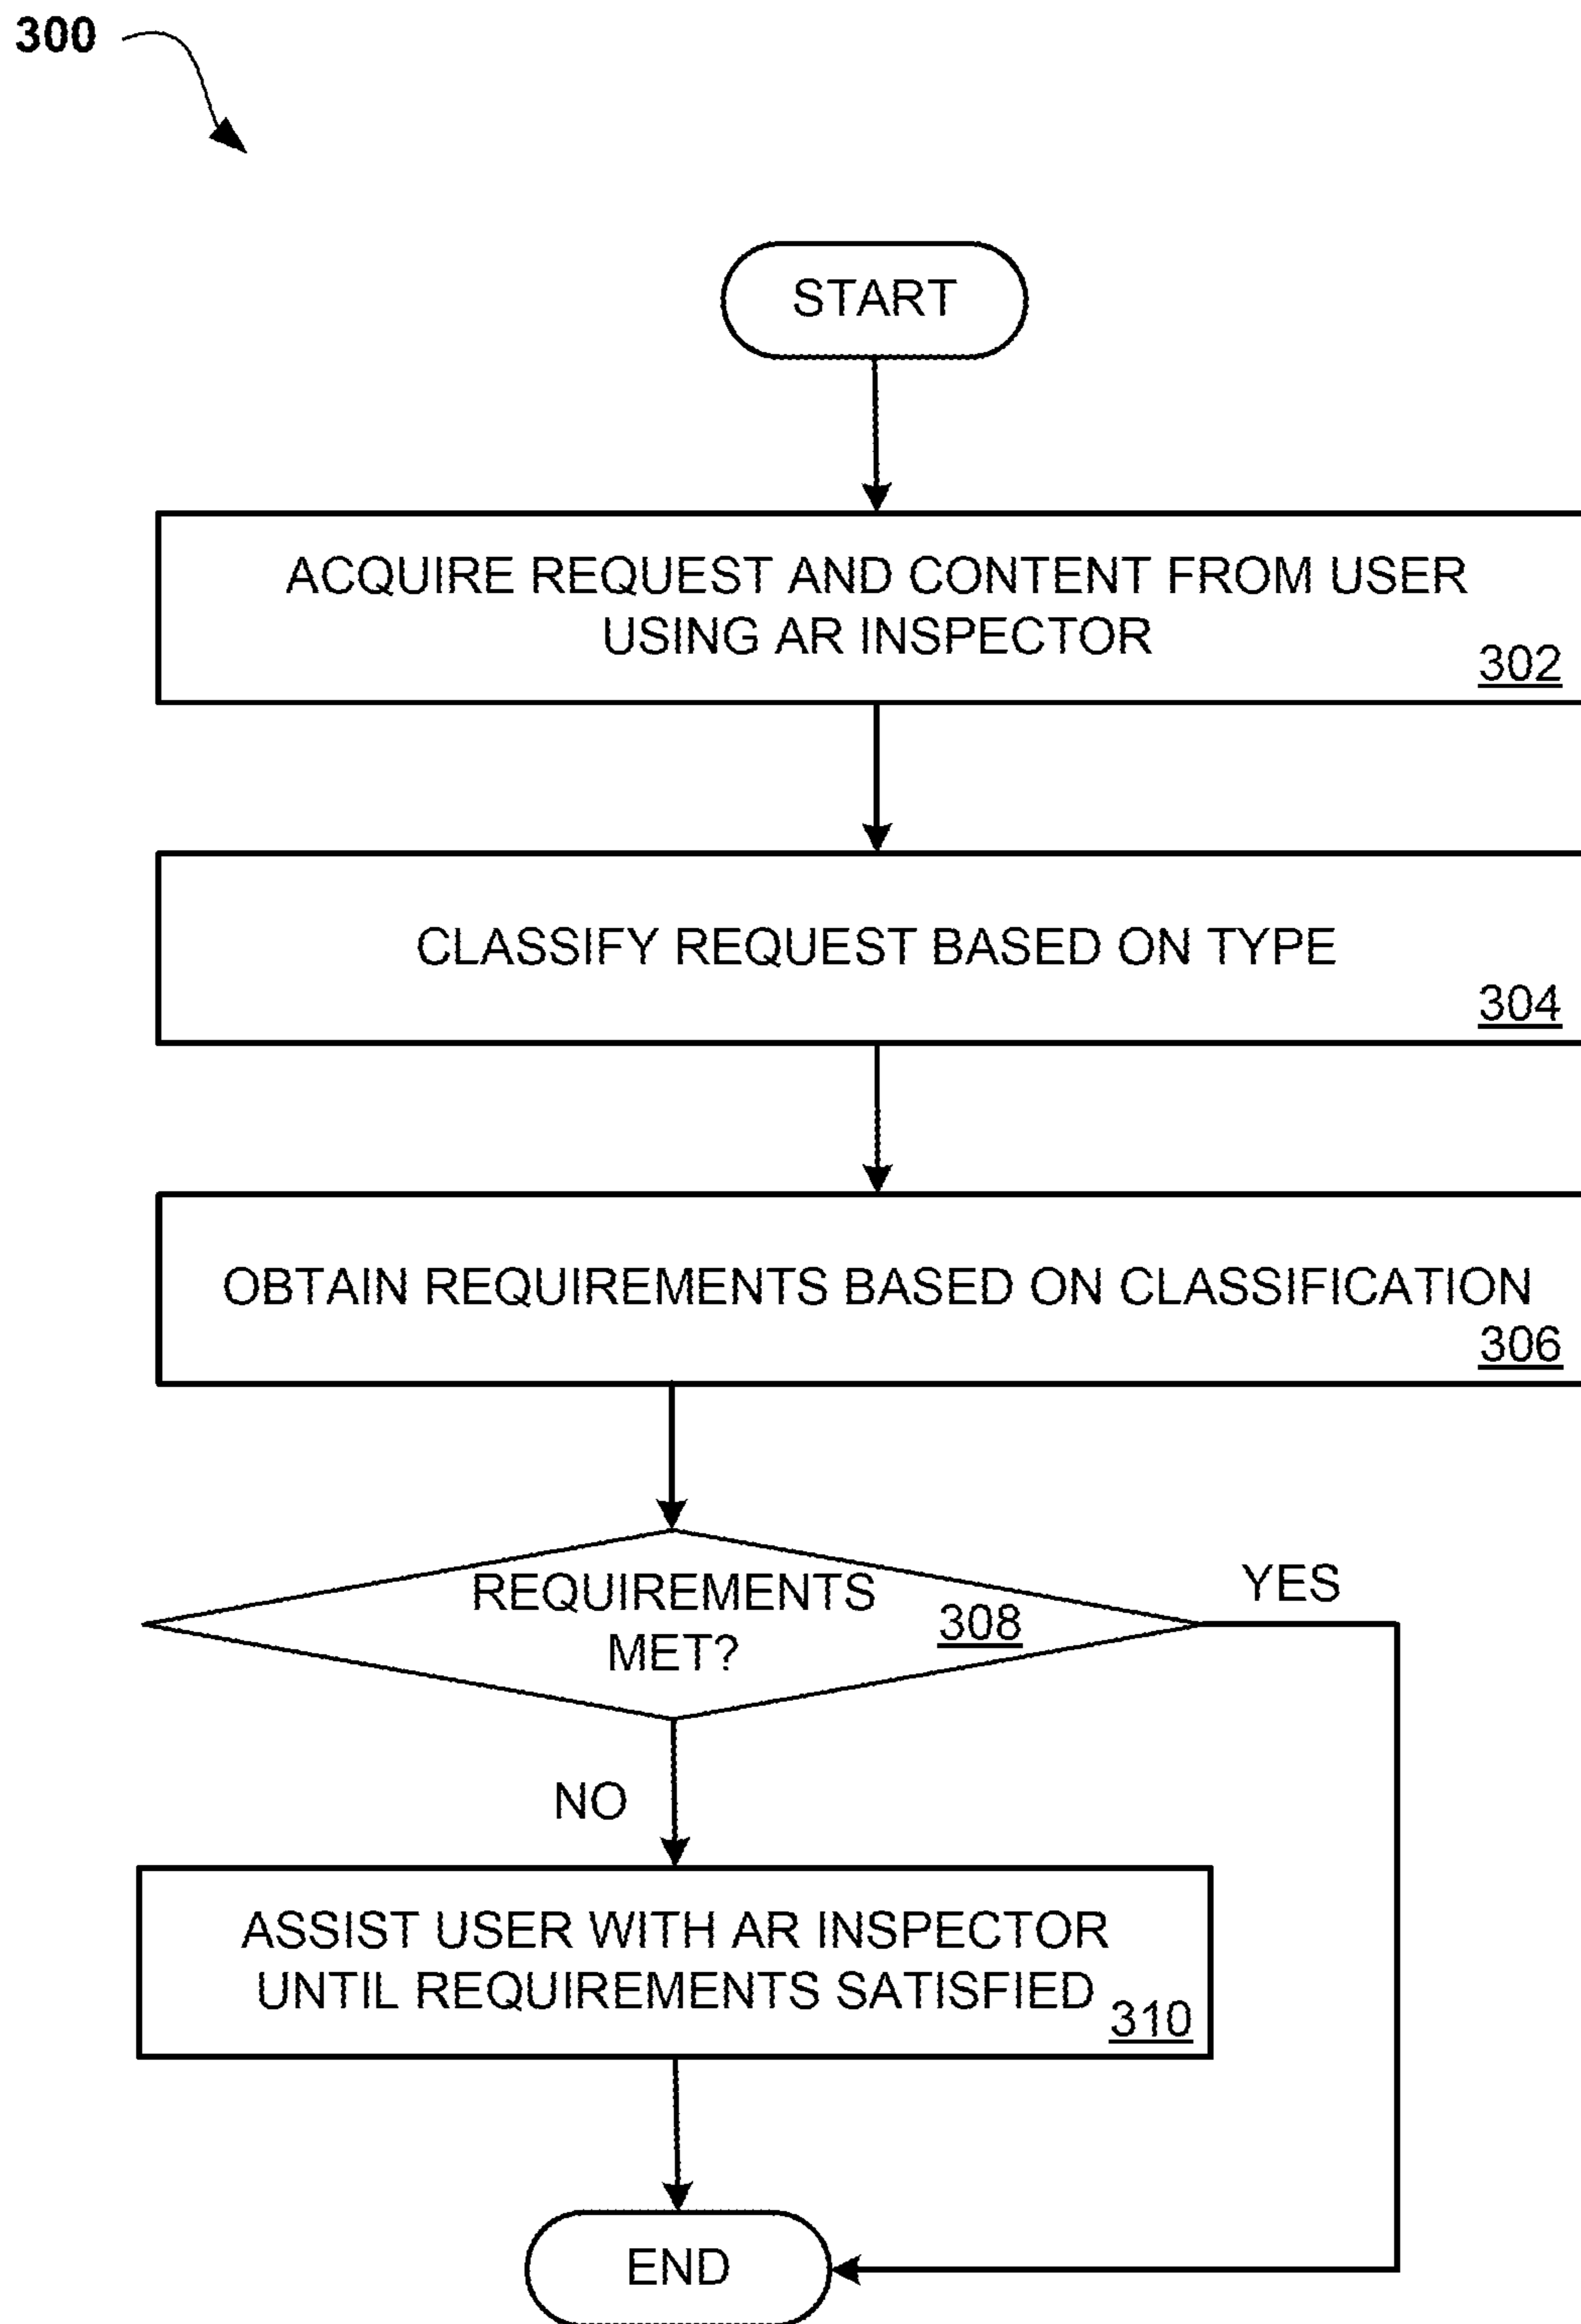 300
START
ACQUIRE REQUEST AND CONTENT FROM USER
USING AR INSPECTOR
302
CLASSIFY REQUEST BASED ON TYPE
304
OBTAIN REQUIREMENTS BASED ON CLASSIFICATION
306
REQUIREMENTS
MET?
308
YES
NO
ASSIST USER WITH AR INSPECTOR
UNTIL REQUIREMENTS SATISFIED
310
END